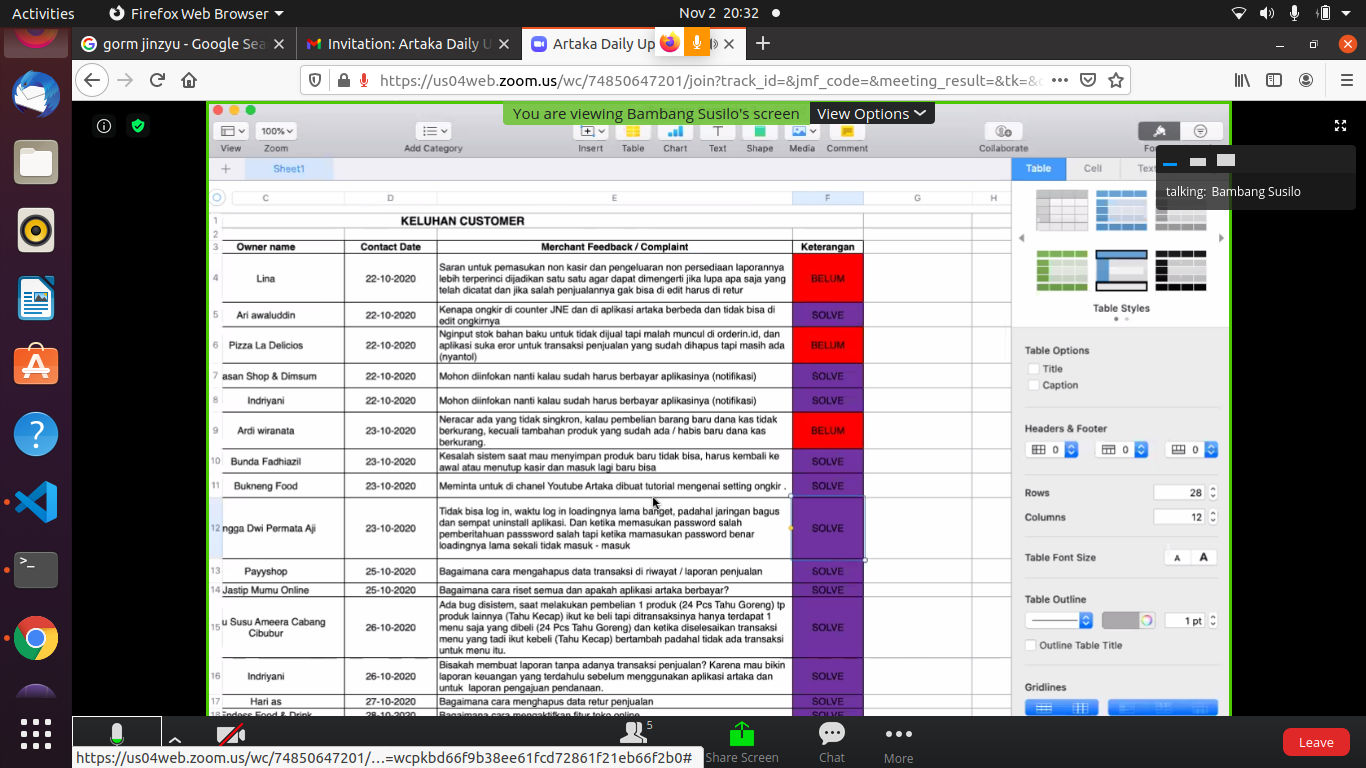 Activities
Firefox Web Browser
Nov 2 20:32
gorm jinzyu - Google Sea
Invitation: Artaka Daily U
Artaka Daily Up
https://us04web.zoom.us/wc/74850647201/join?track_id=&jmf_code=&meeting_result=&tk=&
You are viewing Bambang Susilo's screen
View Options
View
100%
Zoom
Add Category
Insert
Table
Chart
Text
Shape
Media
Comment
Collaborate
Sheet1
Table
Cell
talking: Bambang Susilo
C D E F G H
1 KELUHAN CUSTOMER
2
3 Owner name Contact Date Merchant Feedback / Complaint Keterangan
4 Lina 22-10-2020 Saran untuk pemasukan non kasir dan pengeluaran non persediaan laporannya
lebih terperinci dijadikan satu satu agar dapat dimengerti jika lupa apa saja yang
telah dicatat dan jika salah penjualannya gak bisa di edit harus di retur
BELUM
5 Ari awaluddin 22-10-2020 Kenapa ongkir di counter JNE dan di aplikasi artaka berbeda dan tidak bisa di
edit ongkirnya
SOLVE
6 Pizza La Delicios 22-10-2020 Nginput stok bahan baku untuk tidak dijual tapi malah muncul di orderin.id, dan
aplikasi suka eror untuk transaksi penjualan yang sudah dihapus tapi masih ada
(nyantol)
BELUM
7 asan Shop & Dimsum 22-10-2020 Mohon diinfokan nanti kalau sudah harus berbayar aplikasinya (notifikasi) SOLVE
8 Indriyani 22-10-2020 Mohon diinfokan nanti kalau sudah harus berbayar aplikasinya (notifikasi) SOLVE
9 Ardi wiranata 23-10-2020 Neracar ada yang tidak singkron, kalau pembelian barang baru dana kas tidak
berkurang, kecuali tambahan produk yang sudah ada / habis baru dana kas
berkurang.
BELUM
10 Bunda Fadhiazil 23-10-2020 Kesalah sistem saat mau menyimpan produk baru tidak bisa, harus kembali ke
awal atau menutup kasir dan masuk lagi baru bisa
SOLVE
11 Bukneng Food 23-10-2020 Meminta untuk di chanel Youtube Artaka dibuat tutorial mengenai setting ongkir . SOLVE
12 ngga Dwi Permata Aji 23-10-2020 Tidak bisa log in, waktu log in loadingnya lama banget, padahal jaringan bagus
dan sempat uninstall aplikasi. Dan ketika memasukan password salah
pemberitahuan passsword salah tapi ketika mamasukan password benar
loadingnya lama sekali tidak masuk - masuk
SOLVE
13 Payyshop 25-10-2020 Bagaimana cara mengahapus data transaksi di riwayat / laporan penjualan SOLVE
14 Jastip Mumu Online 25-10-2020 Bagaimana cara riset semua dan apakah aplikasi artaka berbayar? SOLVE
15 u Susu Ameera Cabang
Cibubur
26-10-2020 Ada bug disistem, saat melakukan pembelian 1 produk (24 Pcs Tahu Goreng) tp
produk lainnya (Tahu Kecap) ikut ke beli tapi ditransaksinya hanya terdapat 1
menu saja yang dibeli (24 Pcs Tahu Goreng) dan ketika diselesaikan transaksi
menu yang tadi ikut kebeli (Tahu Kecap) bertambah padahal tidak ada transaksi
untuk menu itu.
SOLVE
16 Indriyani 26-10-2020 Bisakah membuat laporan tanpa adanya transaksi penjualan? Karena mau bikin
laporan keuangan yang terdahulu sebelum menggunakan aplikasi artaka dan
untuk laporan pengajuan pendanaan.
SOLVE
17 Hari as 27-10-2020 Bagaimana cara menghapus data retur penjualan SOLVE
Table Styles
Table Options
Title
Caption
Headers & Footer
0 0 0
Rows 28
Columns 12
Table Font Size A A
Table Outline
1 pt
Outline Table Title
Gridlines
5
Share Screen
Chat
More
Leave
https://us04web.zoom.us/wc/74850647201/...=wcpkbd66f9b38ee61fcd72861f21eb66f2b0#